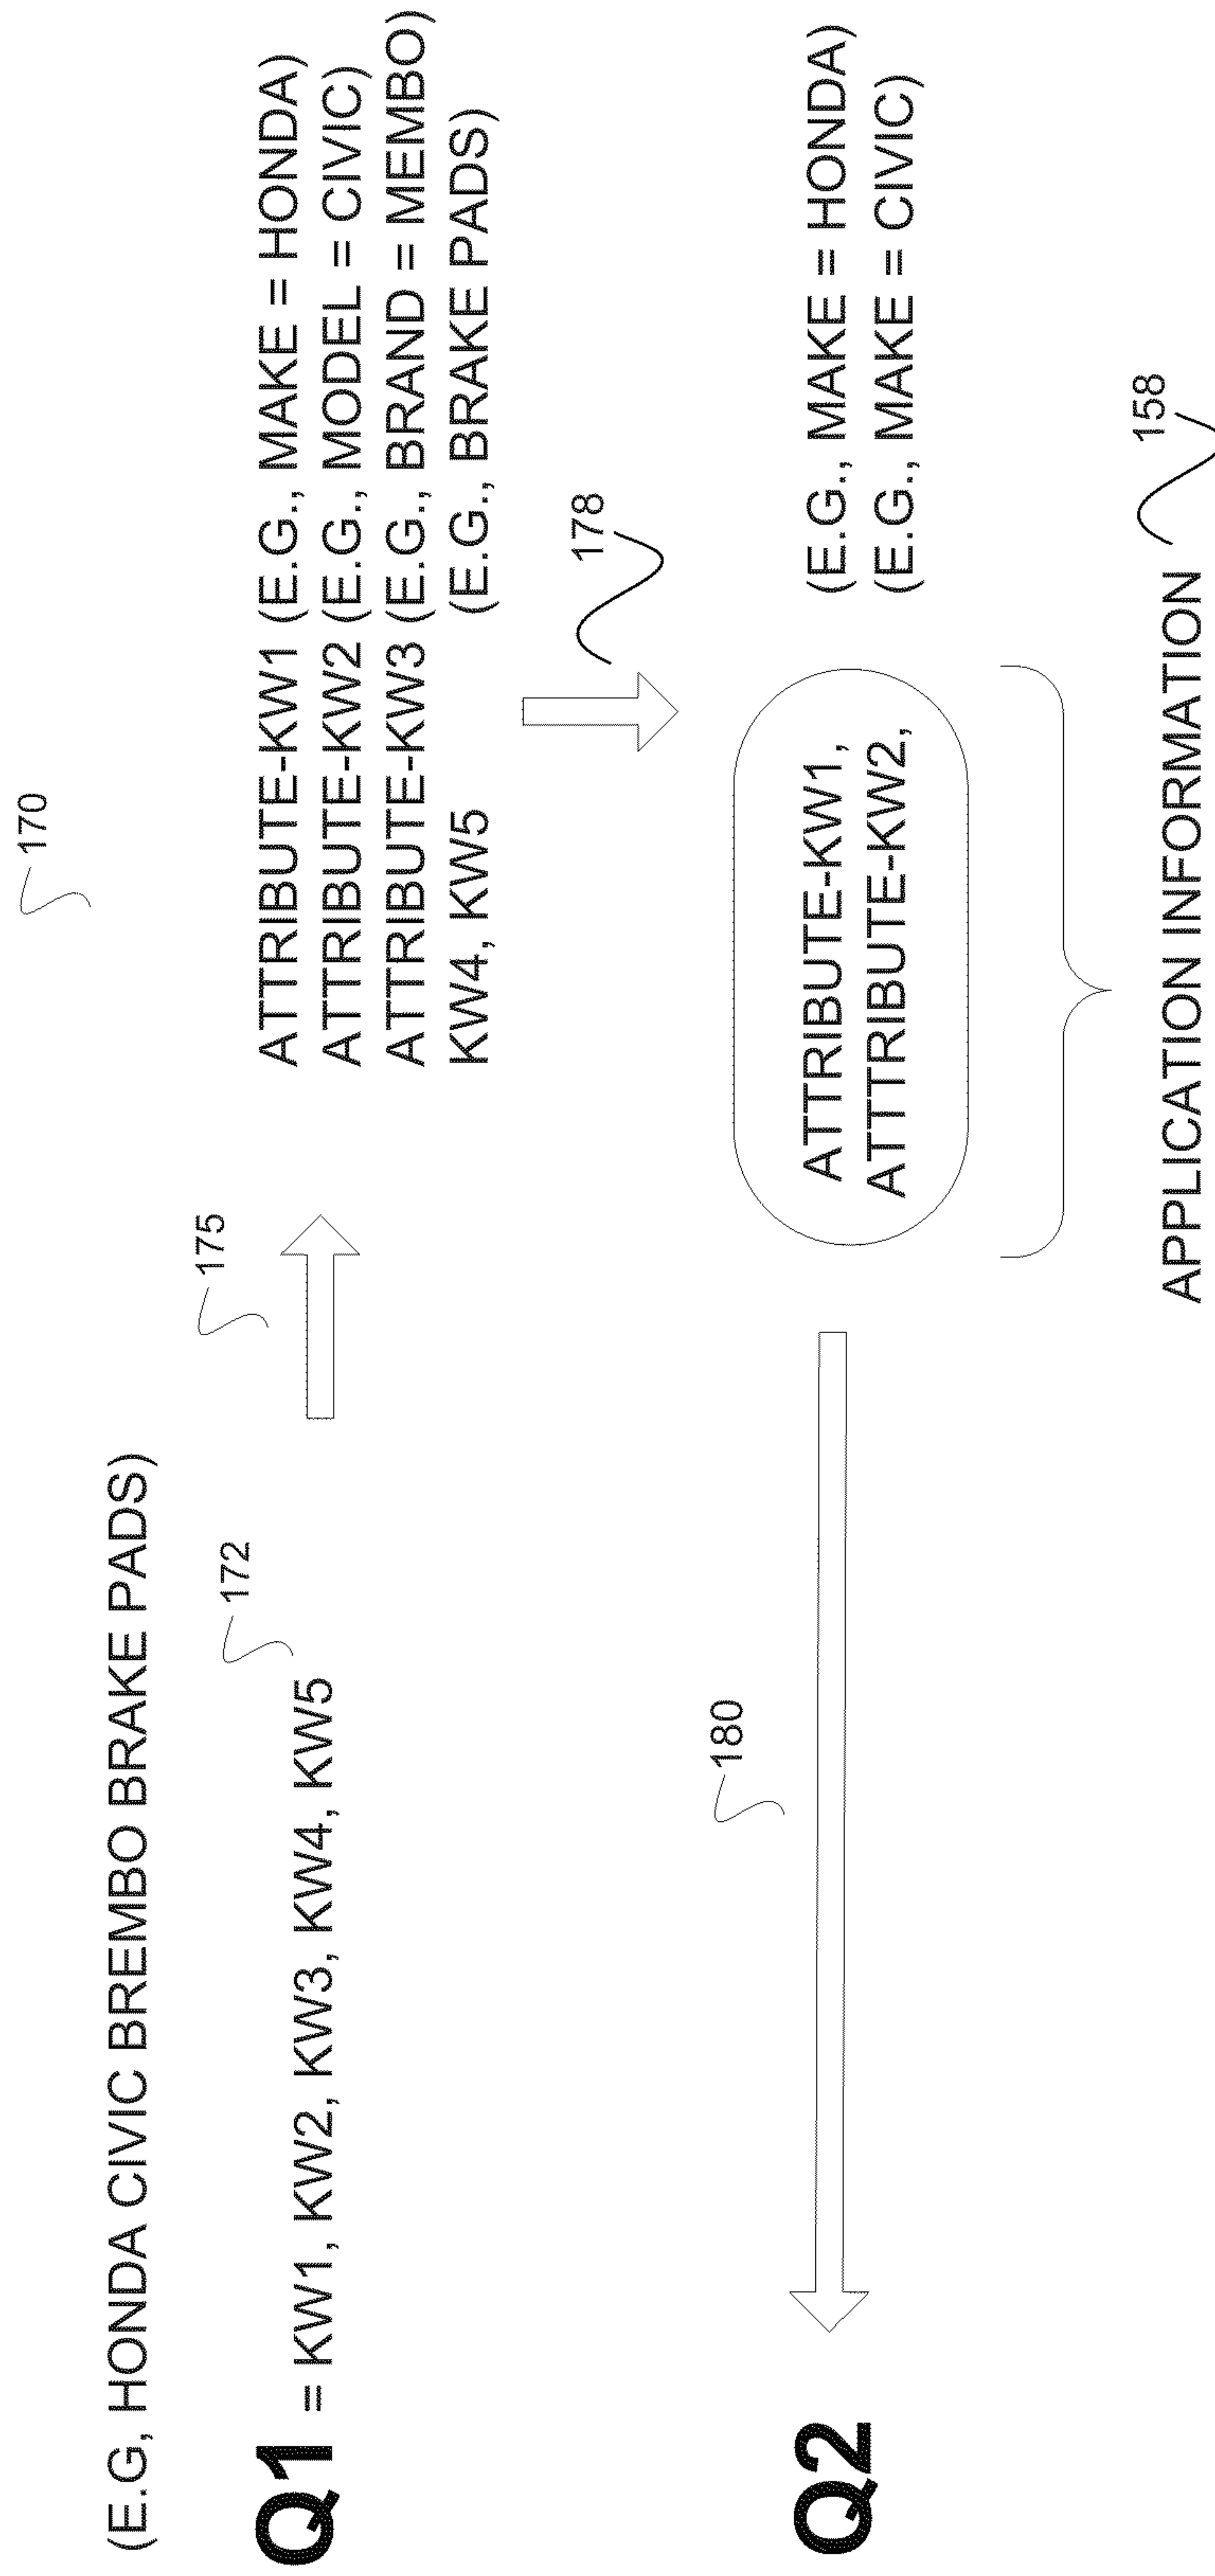 170
(E.G, HONDA CIVIC BREMBO BRAKE PADS)
172
175
Q1 = KW1, KW2, KW3, KW4, KW5
ATTRIBUTE-KW1 (E.G., MAKE = HONDA)
ATTRIBUTE-KW2 (E.G., MODEL = CIVIC)
ATTRIBUTE-KW3 (E.G., BRAND = MEMBO)
KW4, KW5 (E.G., BRAKE PADS)
178
180
Q2
ATTRIBUTE-KW1, (E.G., MAKE = HONDA)
ATTTRIBUTE-KW2, (E.G., MAKE = CIVIC)
158
APPLICATION INFORMATION